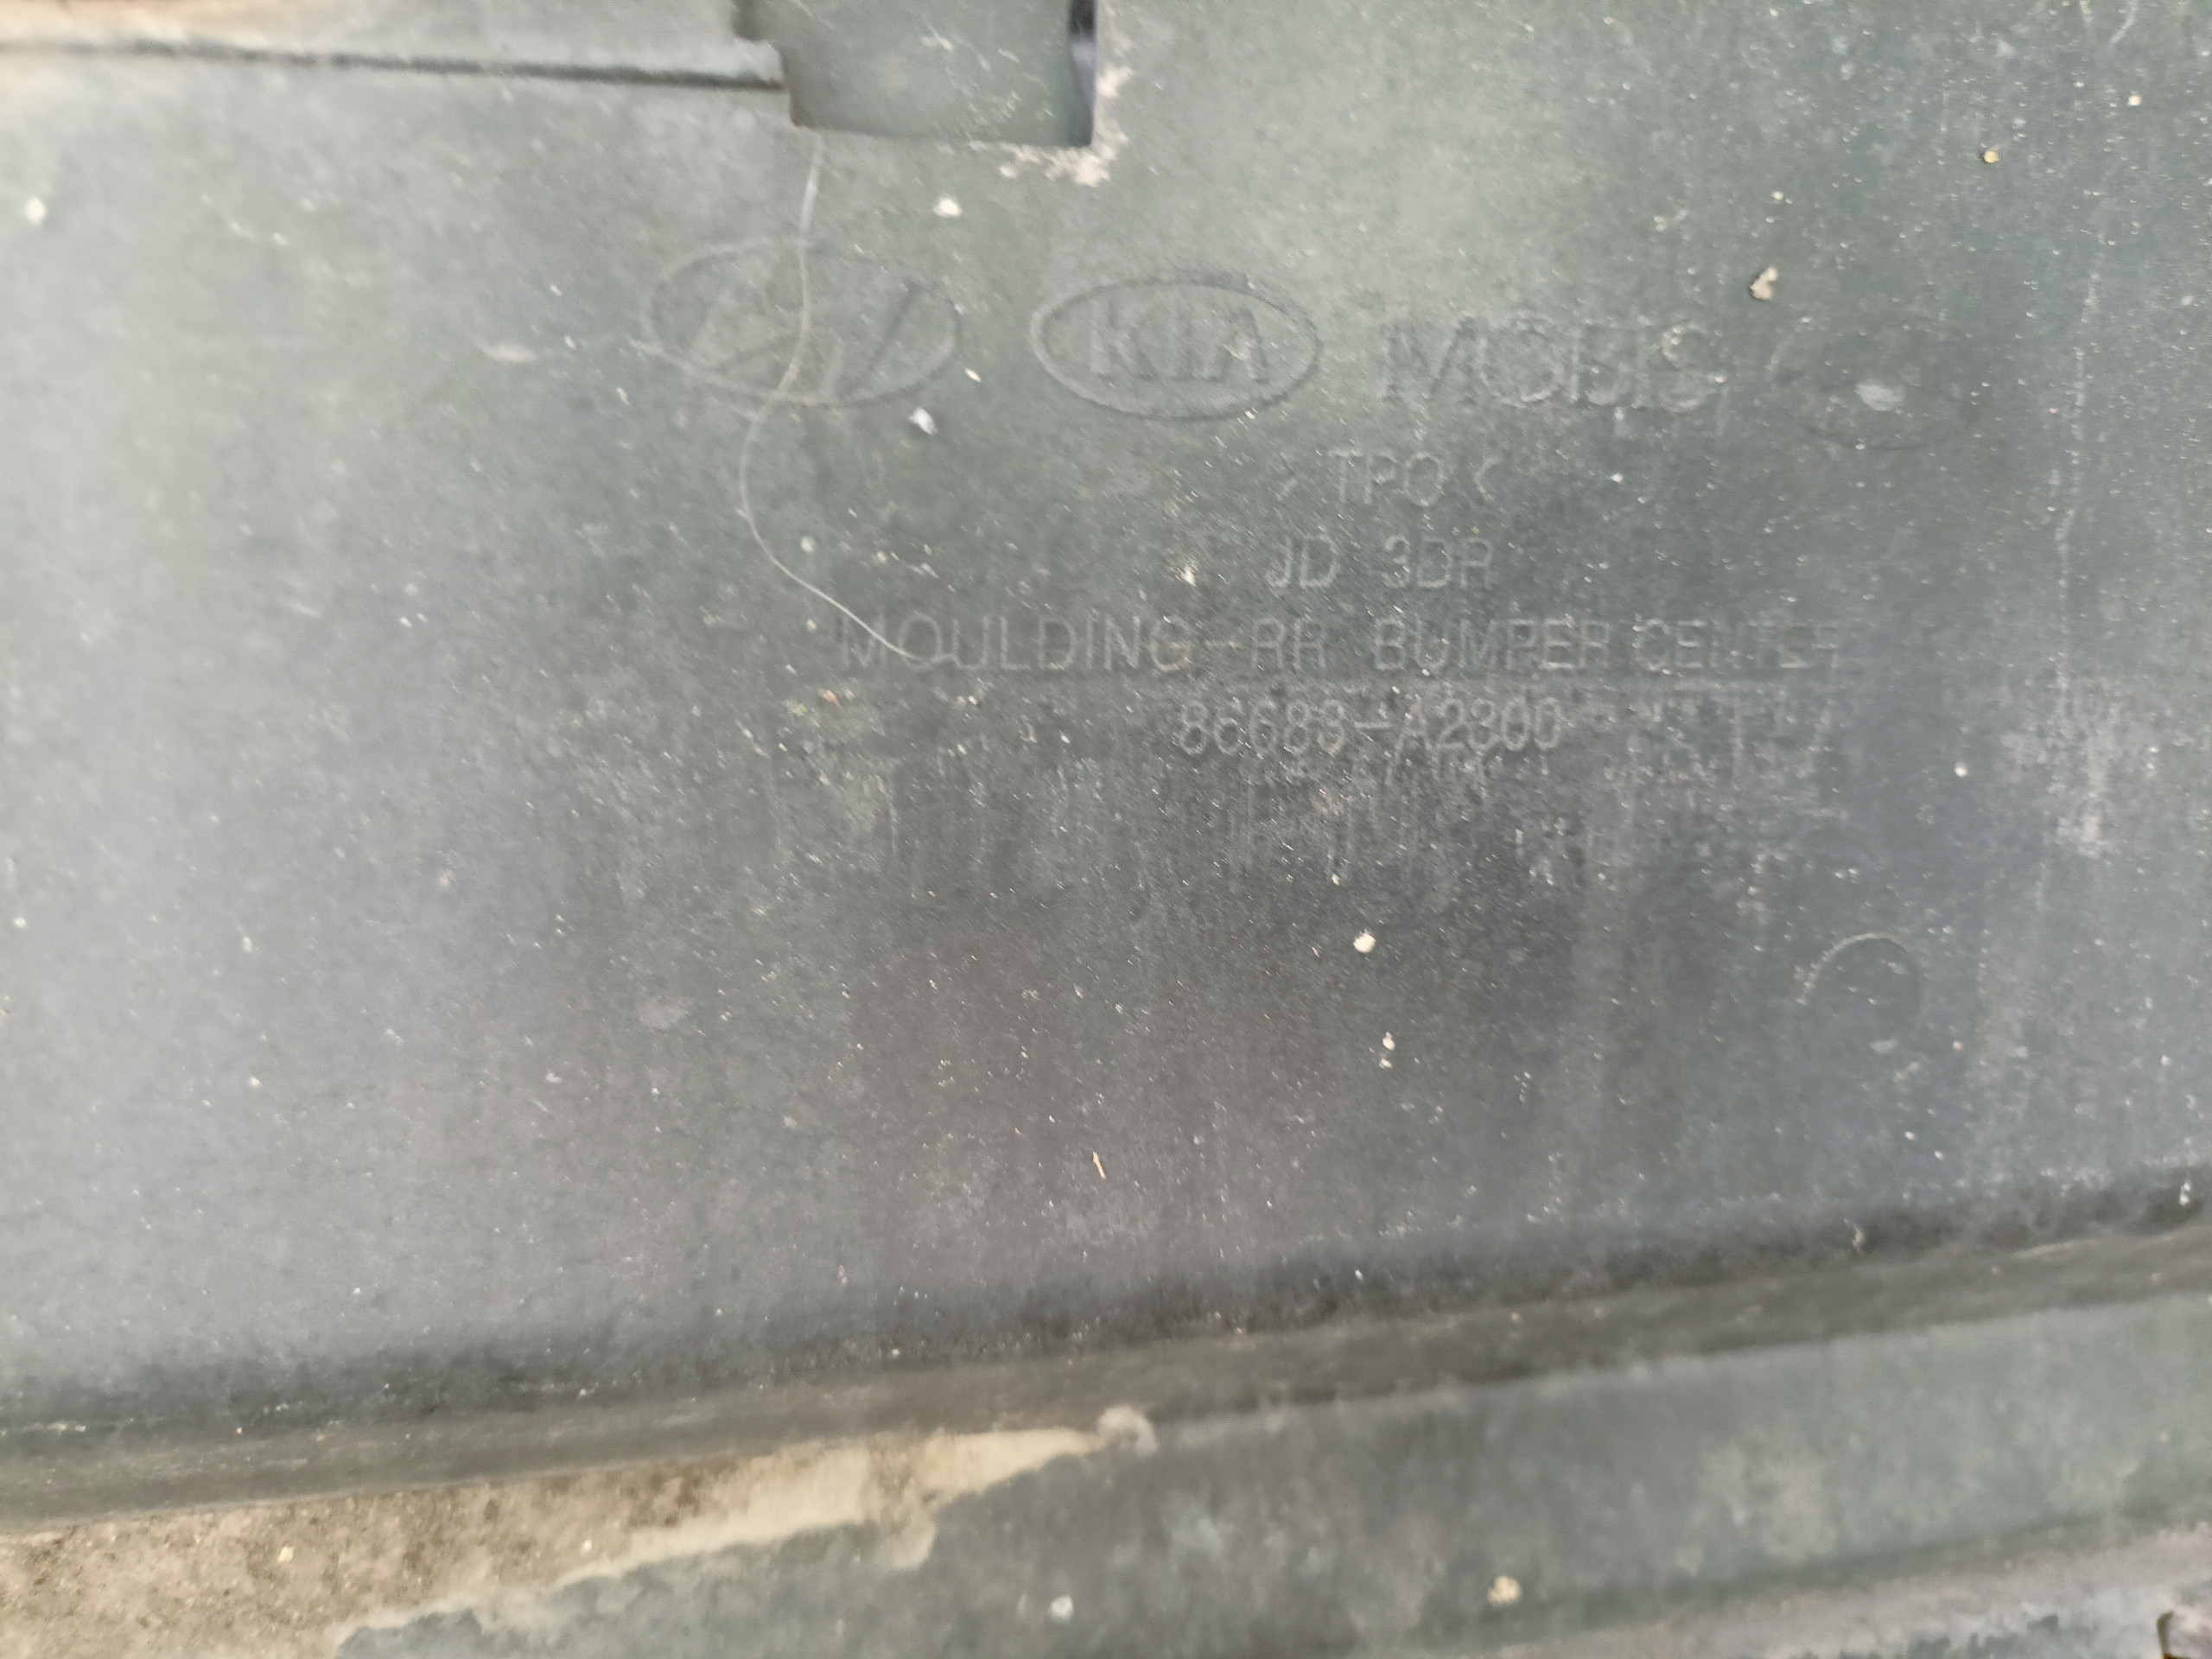 KIA MOBIS
>TPO<
JD 3DR
MOULDING-RR BUMPER CENTER
86683-A2300